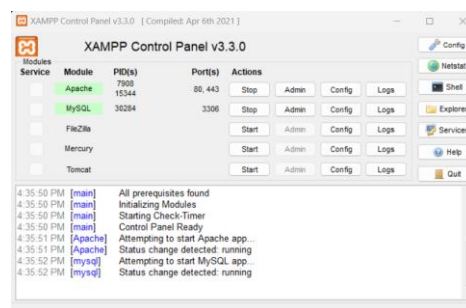 XAMPP Control Panel v3.3.0 [ Compiled: Apr 6th 2021 ]
XAMPP Control Panel v3.3.0
Config
Modules
Service Module PID(s) Port(s) Actions
Netstat
Apache 7908 15344 80, 443 Stop Admin Config Logs
Shell
MySQL 30284 3306 Stop Admin Config Logs
Explorer
FileZilla Start Admin Config Logs
Services
Mercury Start Admin Config Logs
Help
Tomcat Start Admin Config Logs
Quit
4:35:50 PM [main] All prerequisites found
4:35:50 PM [main] Initializing Modules
4:35:50 PM [main] Starting Check-Timer
4:35:50 PM [main] Control Panel Ready
4:35:51 PM [Apache] Attempting to start Apache app...
4:35:51 PM [Apache] Status change detected: running
4:35:52 PM [mysql] Attempting to start MySQL app...
4:35:52 PM [mysql] Status change detected: running